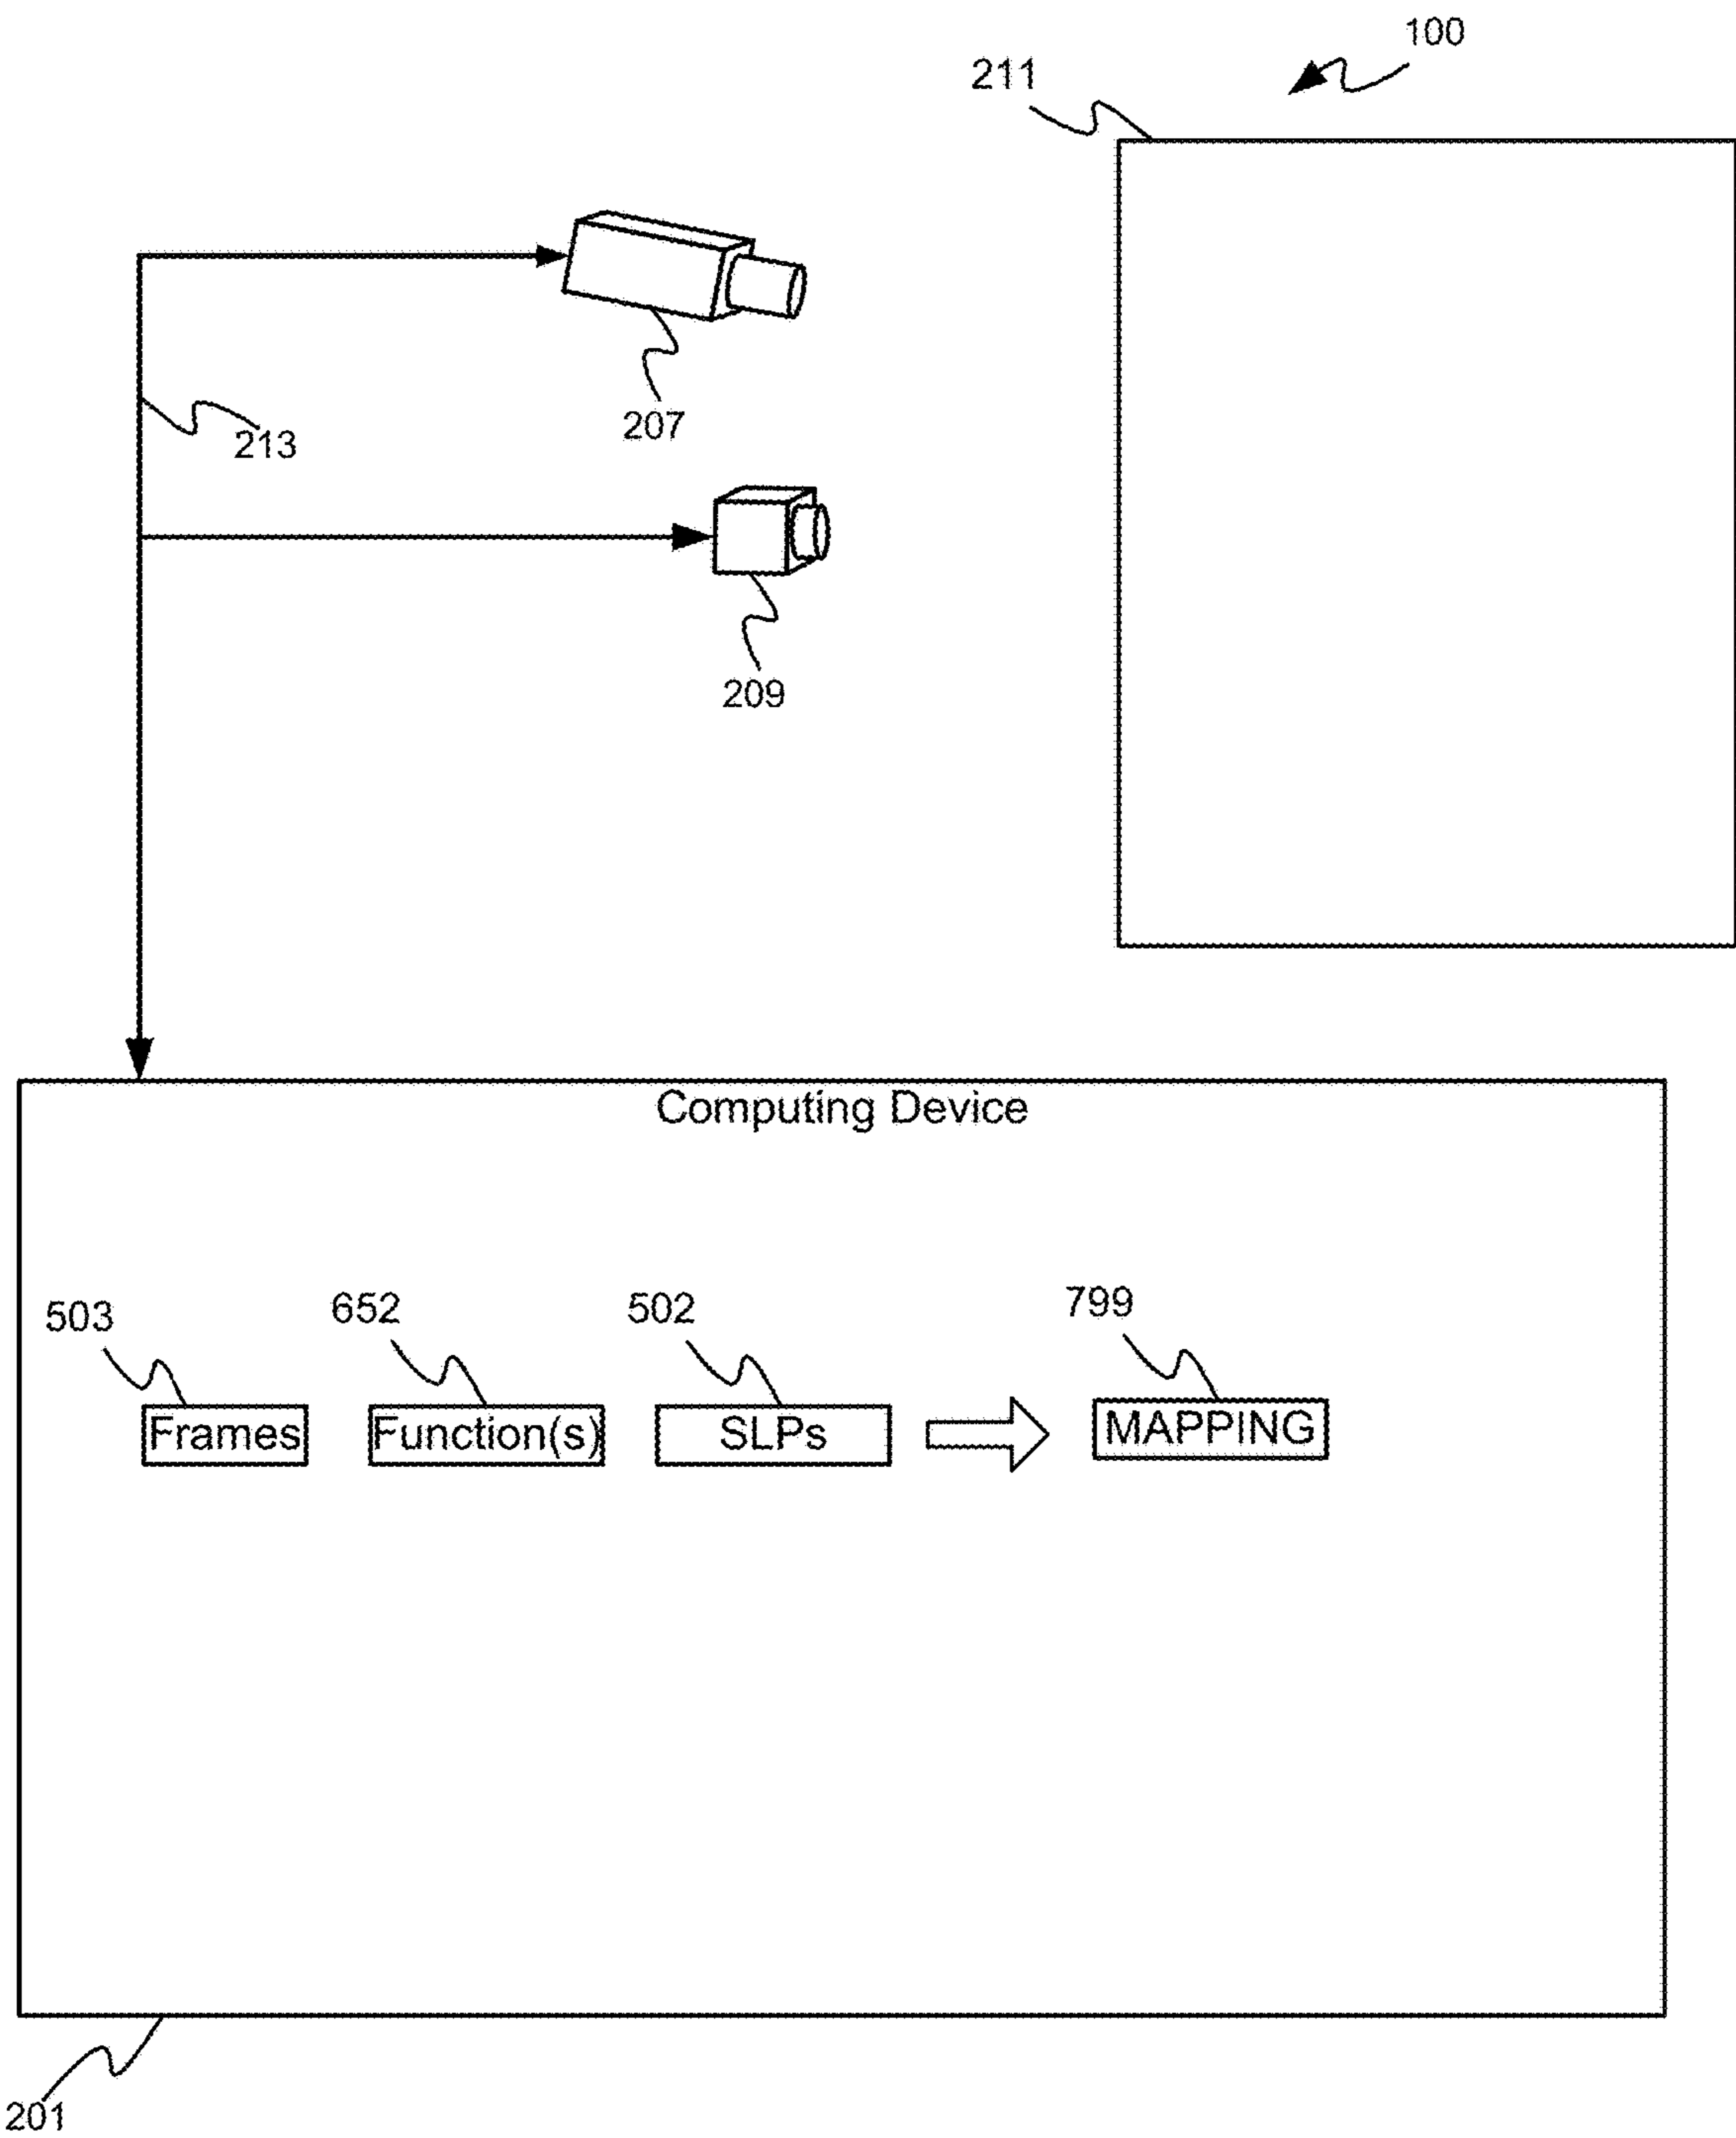 100
211
207
213
209
Computing Device
503
652
502
799
Frames
Function(s)
SLPs
MAPPING
201